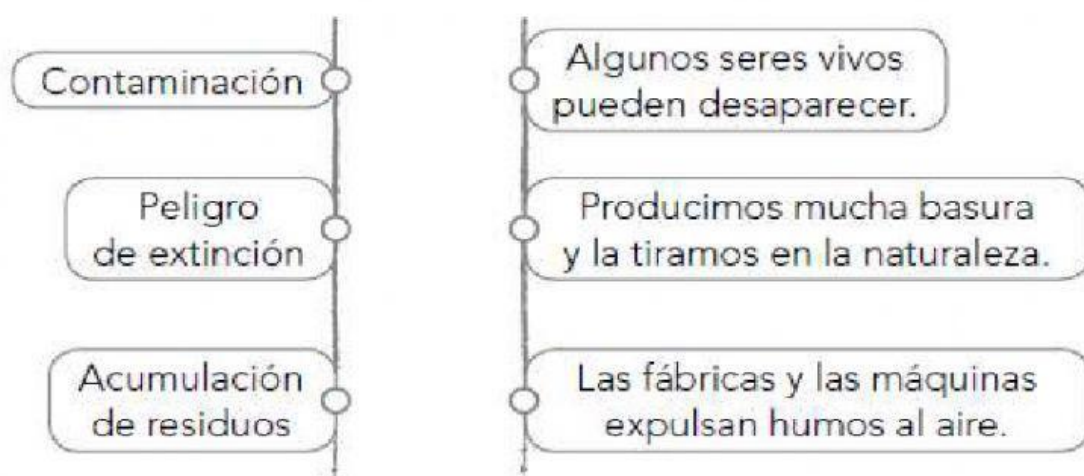 Contaminación
Algunos seres vivos
pueden desaparecer.
Peligro
de extinción
Producimos mucha basura
y la tiramos en la naturaleza.
Acumulación
de residuos
Las fábricas y las máquinas
expulsan humos al aire.